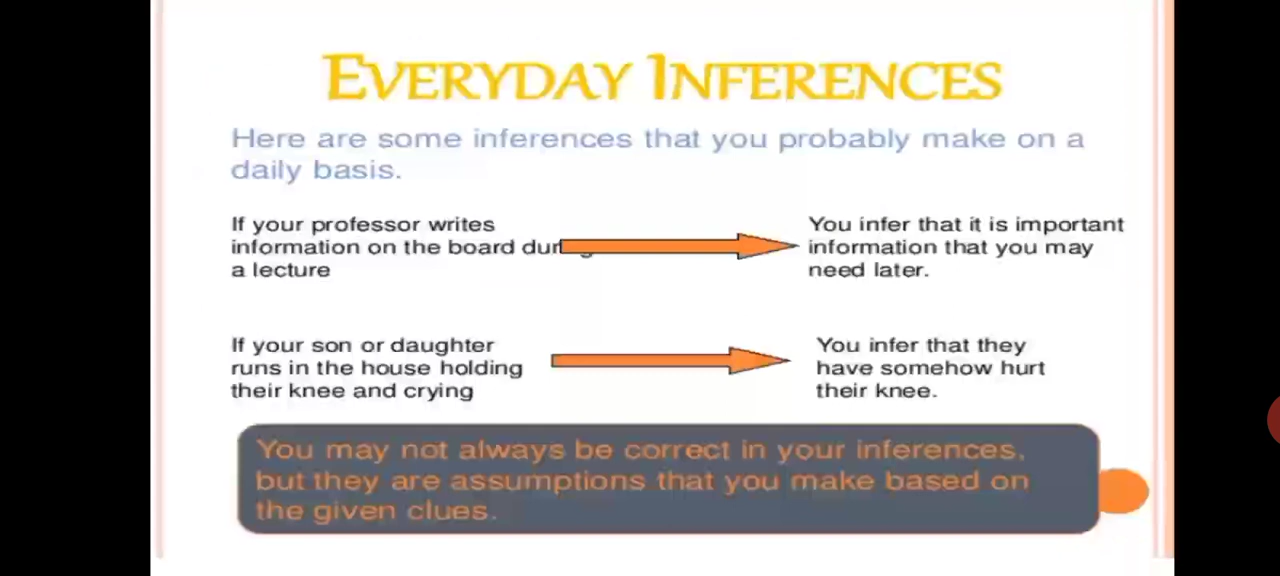 EVERYDAY INFERENCES
Here are some inferences that you probably make on a
daily basis.
If your professor writes
information on the board during
a lecture
You infer that it is important
information that you may
need later.
If your son or daughter
runs in the house holding
their knee and crying
You infer that they
have somehow hurt
their knee.
You may not always be correct in your inferences,
but they are assumptions that you make based on
the given clues.